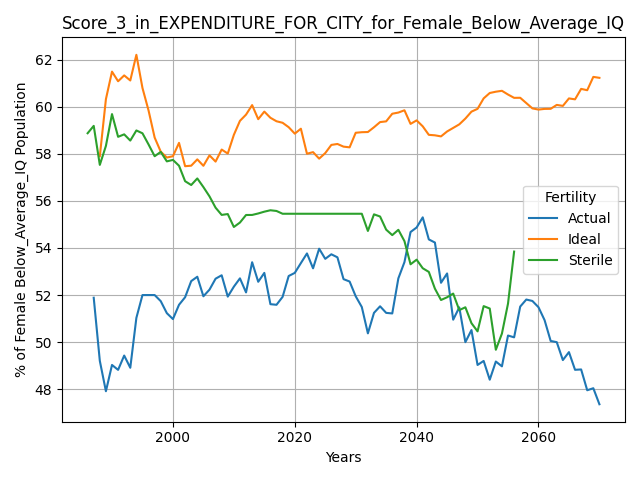 Score_3_in_EXPENDITURE_FOR_CITY_for_Female_Below_Average_IQ
% of Female Below_Average_IQ Population
62
60
58
56
54
52
50
48
Fertility
Actual
Ideal
Sterile
2000 2020 2040 2060
Years